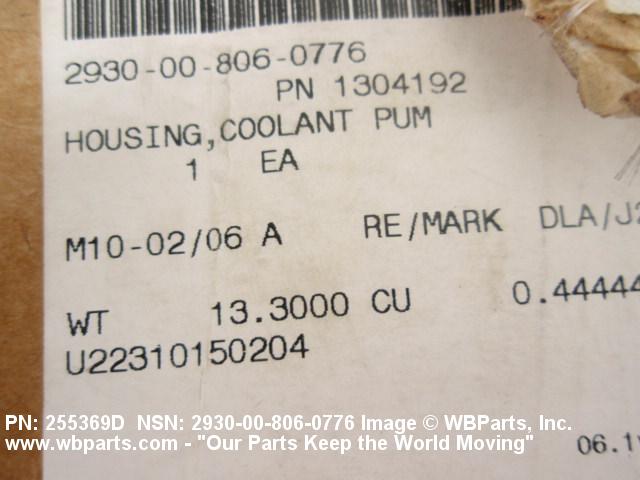 2930-00-806-0776
PN 1304192
HOUSING,COOLANT PUM
1 EA
M10-02/06 A RE/MARK
WT 13.3000 CU 0.44444
U22310150204
PN: 255369D NSN: 2930-00-806-0776 Image © WBParts, Inc.
www.wbparts.com - "Our Parts Keep the World Moving"